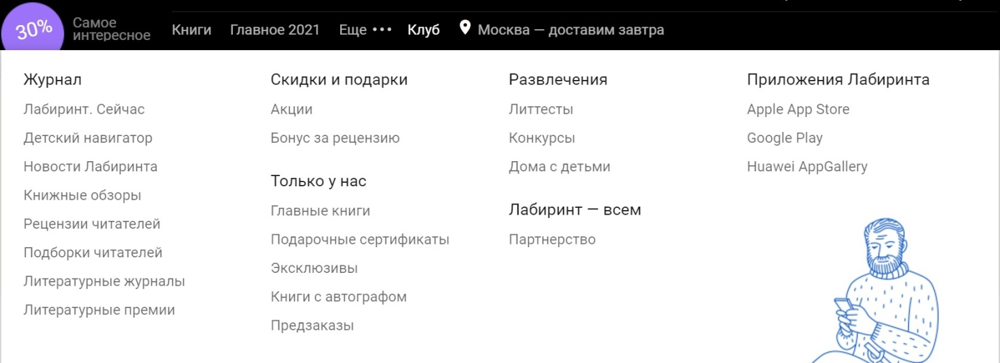 30%
Самое
интересное
Книги
Главное 2021
Еще •••
Клуб
Москва — доставим завтра
Журнал
Лабиринт. Сейчас
Детский навигатор
Новости Лабиринта
Книжные обзоры
Рецензии читателей
Подборки читателей
Литературные журналы
Литературные премии
Скидки и подарки
Акции
Бонус за рецензию
Только у нас
Главные книги
Подарочные сертификаты
Эксклюзивы
Книги с автографом
Предзаказы
Развлечения
Литтесты
Конкурсы
Дома с детьми
Лабиринт — всем
Партнерство
Приложения Лабиринта
Apple App Store
Google Play
Huawei AppGallery